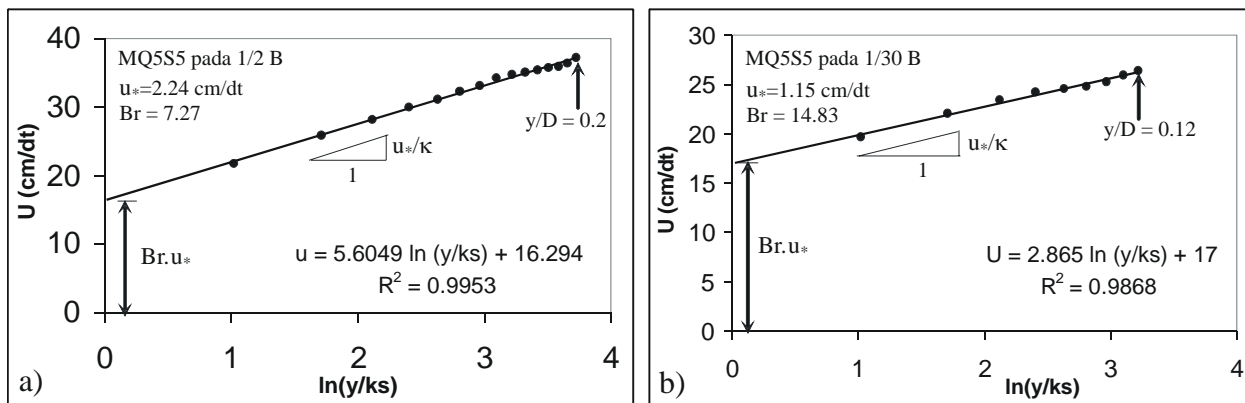 MQ5S5 pada 1/2 B
u*=2.24 cm/dt
Br = 7.27
40
30
20
10
0
U (cm/dt)
y/D = 0.2
u*/κ
1
Br.u*
u = 5.6049 ln (y/ks) + 16.294
R² = 0.9953
0 1 2 3 4
ln(y/ks)
a)
MQ5S5 pada 1/30 B
u*=1.15 cm/dt
Br = 14.83
30
25
20
15
10
5
0
U (cm/dt)
y/D = 0.12
u*/κ
1
Br.u*
U = 2.865 ln (y/ks) + 17
R² = 0.9868
0 1 2 3 4
ln(y/ks)
b)